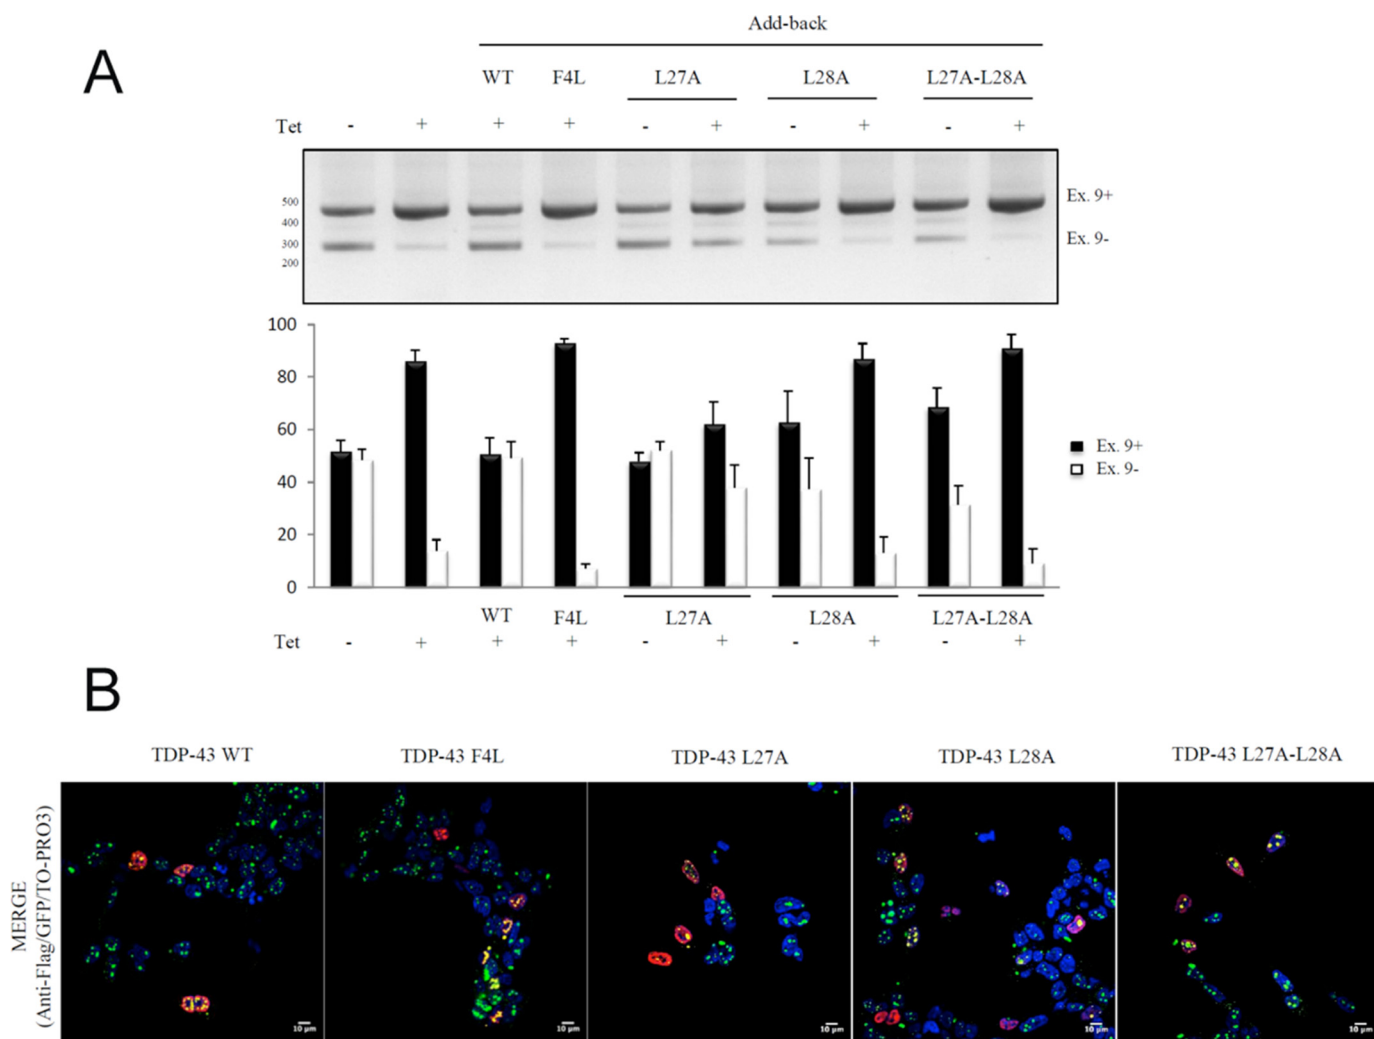 Add-back
A
WT F4L L27A L28A L27A-L28A
Tet - + + + - + - + - +
500
400
300
200
Ex. 9+
Ex. 9-
100
80
60
40
20
0
Ex. 9+
Ex. 9-
WT F4L L27A L28A L27A-L28A
Tet - + + + - + - + - +
B
TDP-43 WT TDP-43 F4L TDP-43 L27A TDP-43 L28A TDP-43 L27A-L28A
MERGE
(Anti-Flag/GFP/TO-PRO3)
10 µm 10 µm 10 µm 10 µm 10 µm